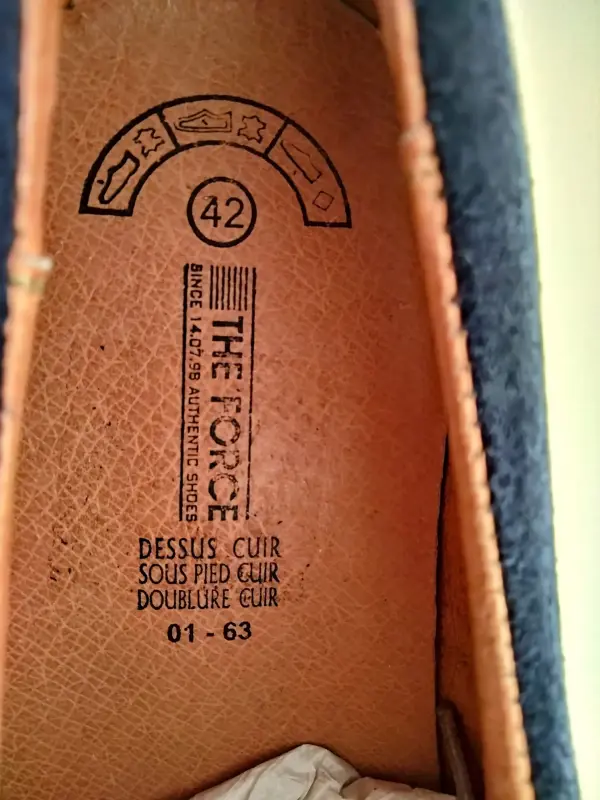 42
THE FORCE
SINCE 14.07.98 AUTHENTIC SHOES
DESSUS CUIR
SOUS PIED CUIR
DOUBLURE CUIR
01 - 63